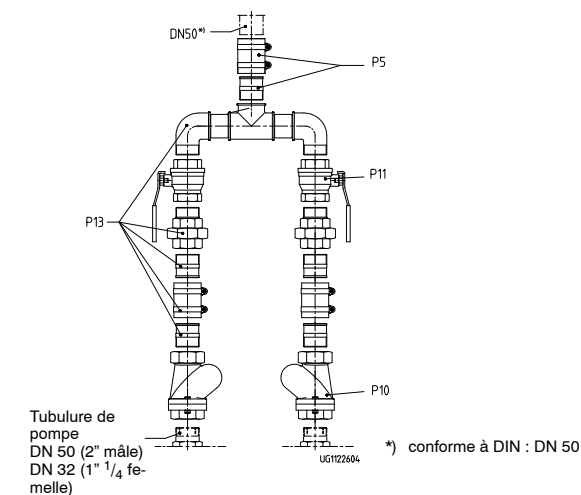 DN50*)
P5
P11
P13
P10
Tubulure de
pompe
DN 50 (2” mâle)
DN 32 (1” 1/4 fe-
melle)
UG1122604
*) conforme à DIN : DN 50